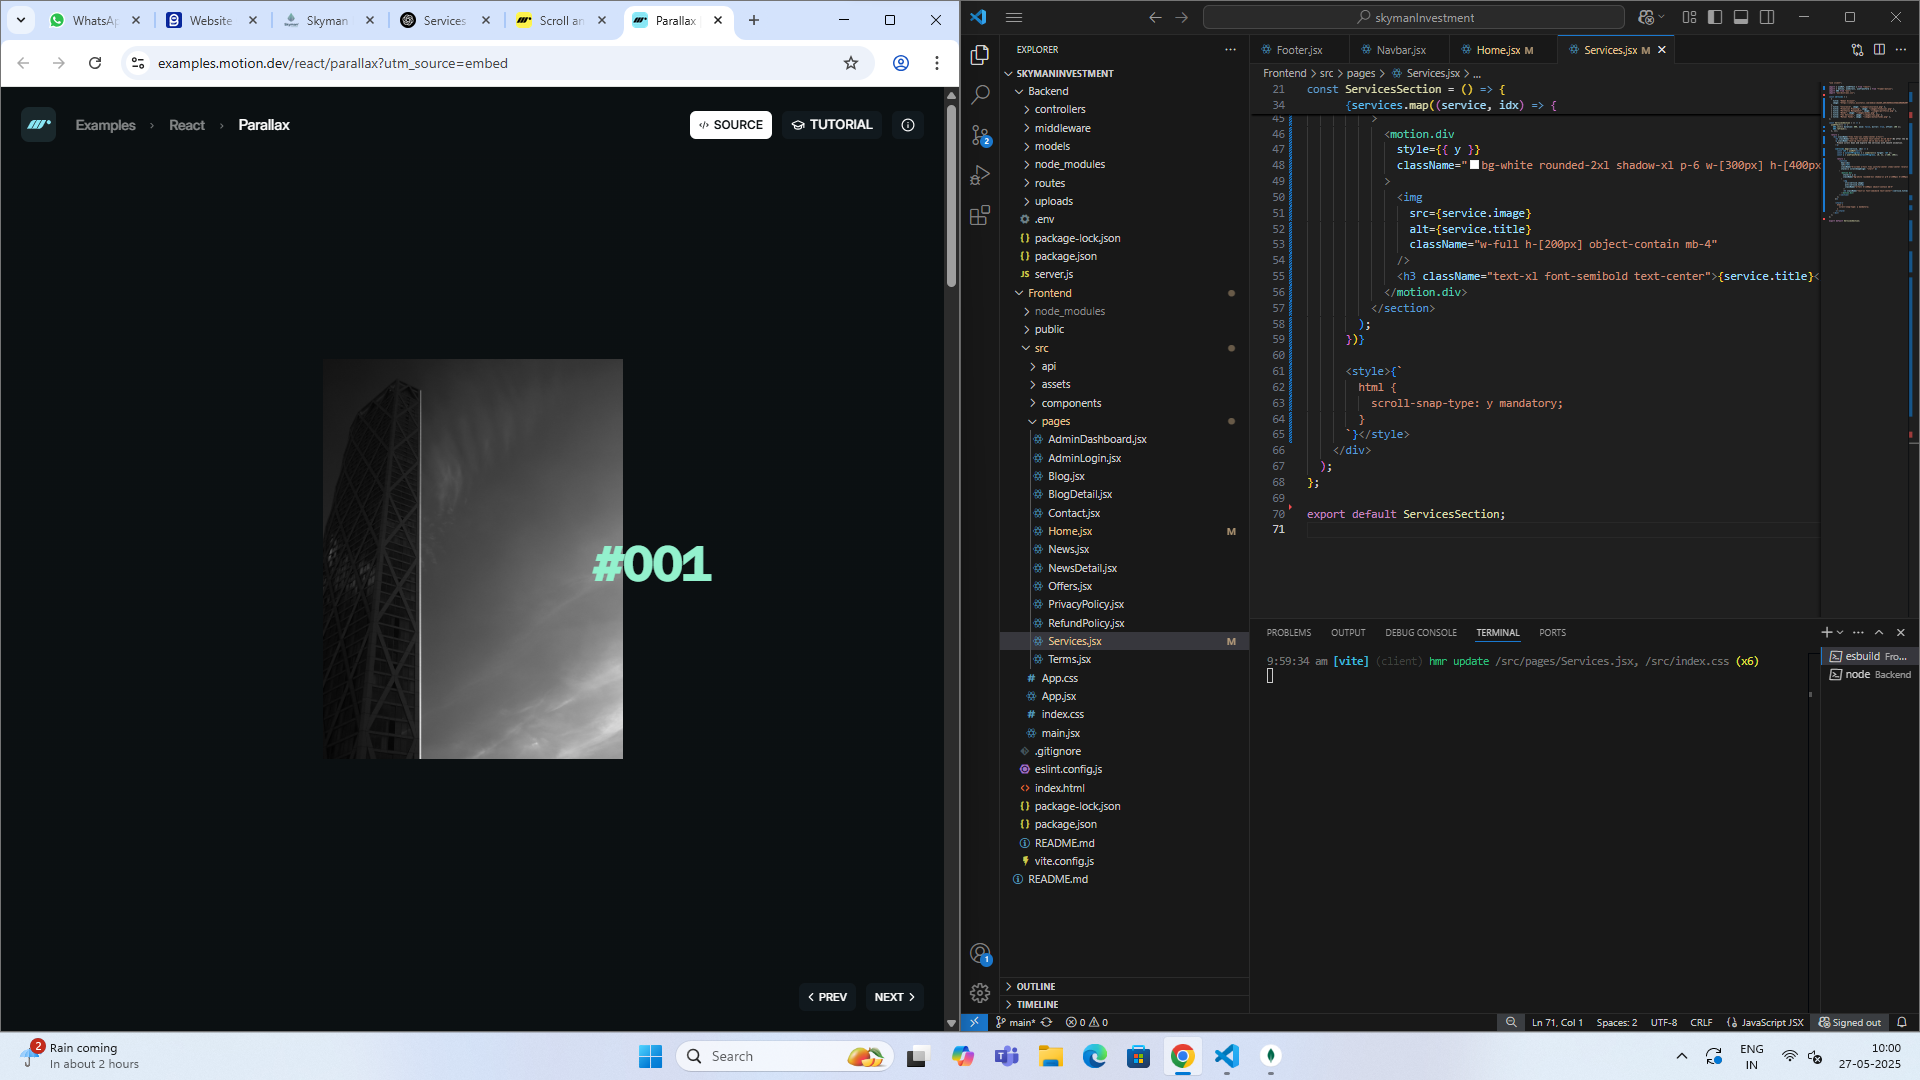 WhatsA
Website
Skyman
Services
Scroll an
Parallax
examples.motion.dev/react/parallax?utm_source=embed
Examples > React > Parallax
SOURCE
TUTORIAL
#001
PREV
NEXT
skymanInvestment
EXPLORER
SKYMANINVESTMENT
Backend
controllers
middleware
models
node_modules
routes
uploads
.env
package-lock.json
package.json
JS server.js
Frontend
node_modules
public
src
api
assets
components
pages
AdminDashboard.jsx
AdminLogin.jsx
Blog.jsx
BlogDetail.jsx
Contact.jsx
Home.jsx M
News.jsx
NewsDetail.jsx
Offers.jsx
PrivacyPolicy.jsx
RefundPolicy.jsx
Services.jsx M
Terms.jsx
# App.css
App.jsx
# index.css
main.jsx
.gitignore
eslint.config.js
index.html
package-lock.json
package.json
README.md
vite.config.js
README.md
OUTLINE
TIMELINE
Footer.jsx
Navbar.jsx
Home.jsx M
Services.jsx M
Frontend > src > pages > Services.jsx > ...
21 const ServicesSection = () => {
34 {services.map((service, idx) => {
45 >
46 <motion.div
47 style={{ y }}
48 className="bg-white rounded-2xl shadow-xl p-6 w-[300px] h-[400px
49 >
50 <img
51 src={service.image}
52 alt={service.title}
53 className="w-full h-[200px] object-contain mb-4"
54 />
55 <h3 className="text-xl font-semibold text-center">{service.title}<
56 </motion.div>
57 </section>
58 );
59 })}
60
61 <style>{`
62 html {
63 scroll-snap-type: y mandatory;
64 }
65 `}</style>
66 </div>
67 );
68 };
69
70 export default ServicesSection;
71
PROBLEMS
OUTPUT
DEBUG CONSOLE
TERMINAL
PORTS
9:59:34 am [vite] (client) hmr update /src/pages/Services.jsx, /src/index.css (x6)
esbuild Fro...
node Backend
main*
0 0
Ln 71, Col 1
Spaces: 2
UTF-8
CRLF
{} JavaScript JSX
Signed out
2
1
2
Rain coming
In about 2 hours
Search
ENG
IN
10:00
27-05-2025